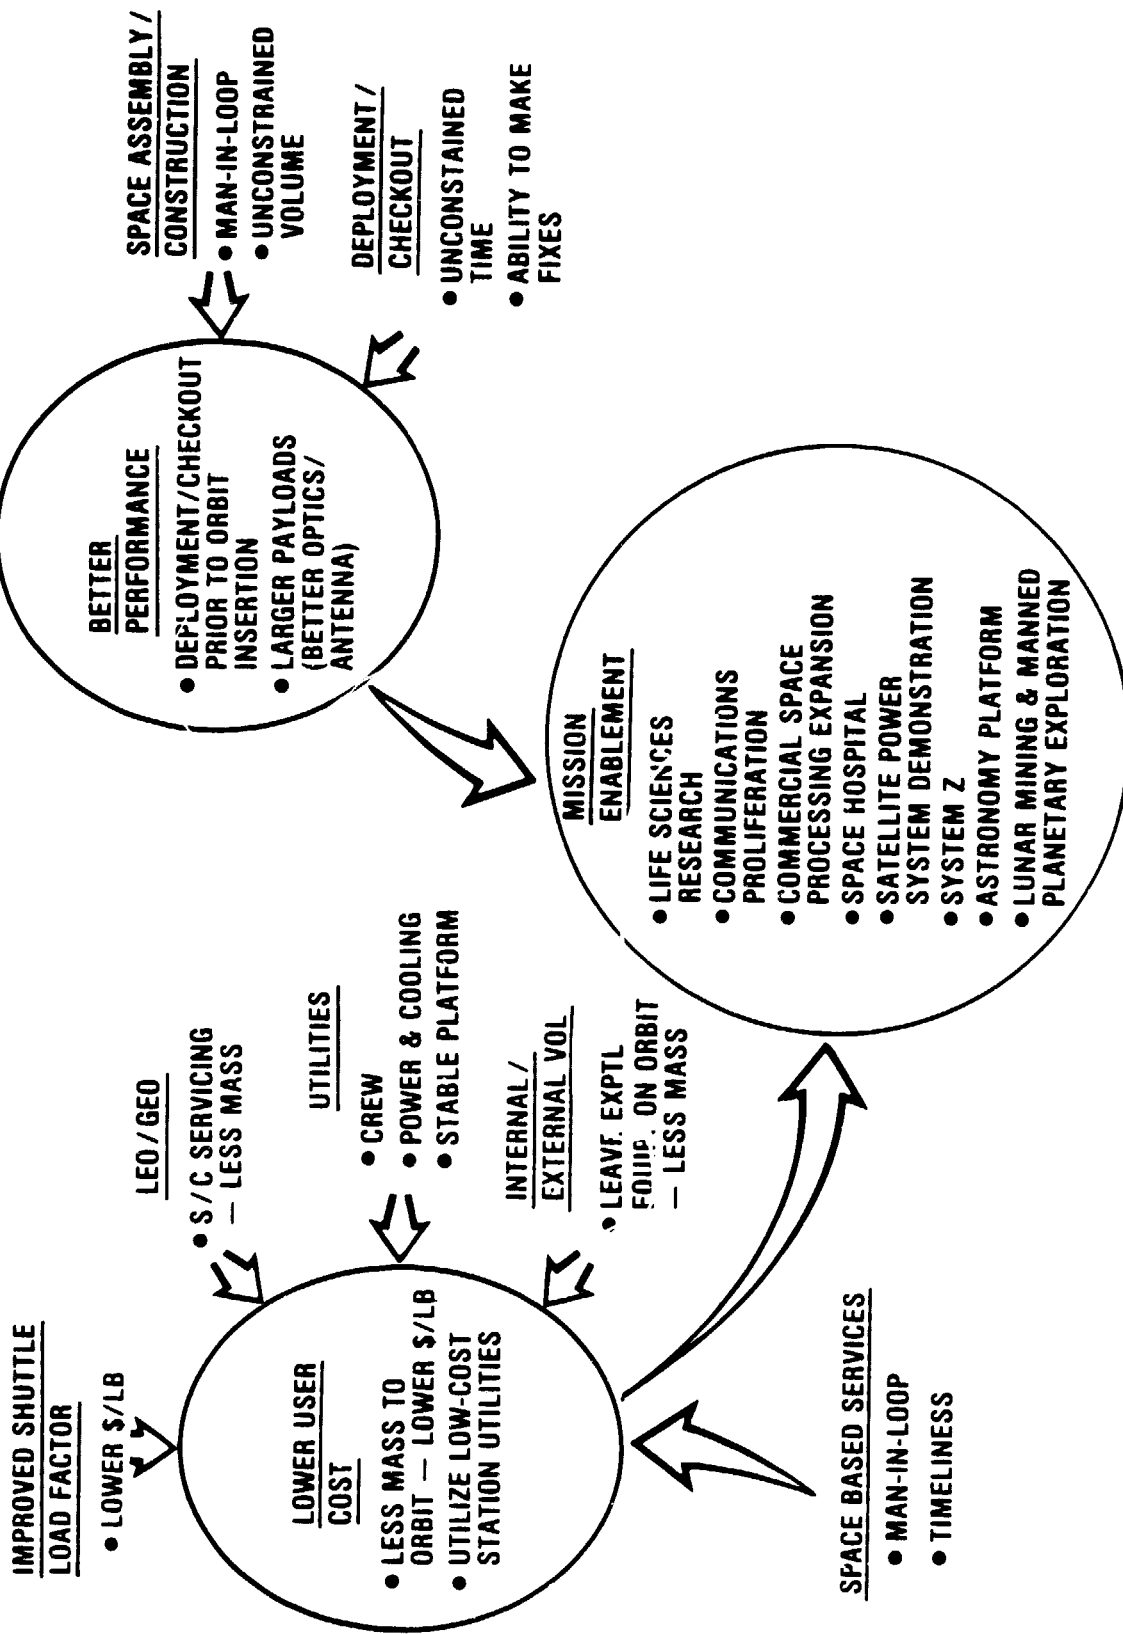 IMPROVED SHUTTLE
LOAD FACTOR
● LOWER $/LB
LEO/GEO
● S/C SERVICING
— LESS MASS
UTILITIES
● CREW
● POWER & COOLING
● STABLE PLATFORM
INTERNAL/
EXTERNAL VOL
● LEAVE EXPTL
EQUIP. ON ORBIT
— LESS MASS
LOWER USER
COST
● LESS MASS TO
ORBIT — LOWER $/LB
● UTILIZE LOW-COST
STATION UTILITIES
SPACE BASED SERVICES
● MAN-IN-LOOP
● TIMELINESS
BETTER
PERFORMANCE
● DEPLOYMENT/CHECKOUT
PRIOR TO ORBIT
INSERTION
● LARGER PAYLOADS
(BETTER OPTICS/
ANTENNA)
SPACE ASSEMBLY/
CONSTRUCTION
● MAN-IN-LOOP
● UNCONSTRAINED
VOLUME
DEPLOYMENT/
CHECKOUT
● UNCONSTAINED
TIME
● ABILITY TO MAKE
FIXES
MISSION
ENABLEMENT
● LIFE SCIENCES
RESEARCH
● COMMUNICATIONS
PROLIFERATION
● COMMERCIAL SPACE
PROCESSING EXPANSION
● SPACE HOSPITAL
● SATELLITE POWER
SYSTEM DEMONSTRATION
● SYSTEM Z
● ASTRONOMY PLATFORM
● LUNAR MINING & MANNED
PLANETARY EXPLORATION